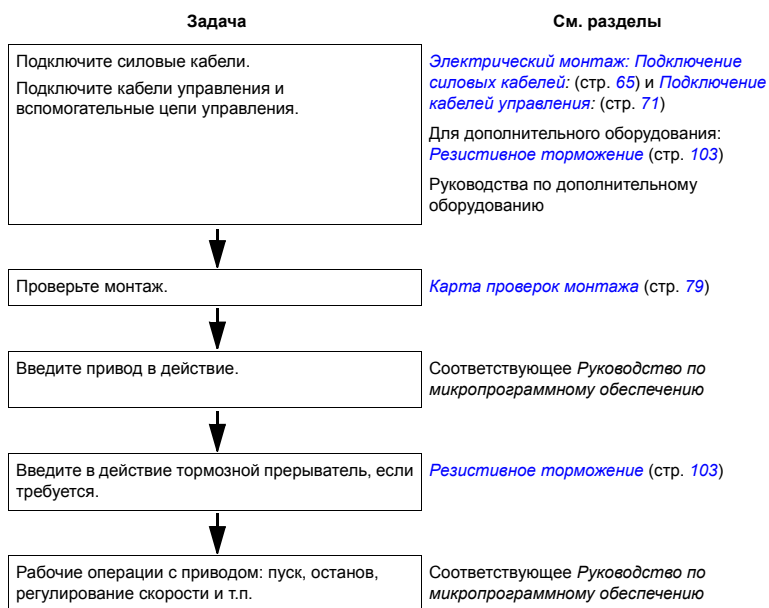 Задача
См. разделы
Подключите силовые кабели.
Подключите кабели управления и
вспомогательные цепи управления.
Электрический монтаж: Подключение
силовых кабелей: (стр. 65) и Подключение
кабелей управления: (стр. 71)
Для дополнительного оборудования:
Резистивное торможение (стр. 103)
Руководства по дополнительному
оборудованию
Проверьте монтаж.
Карта проверок монтажа (стр. 79)
Введите привод в действие.
Соответствующее Руководство по
микропрограммному обеспечению
Введите в действие тормозной прерыватель, если
требуется.
Резистивное торможение (стр. 103)
Рабочие операции с приводом: пуск, останов,
регулирование скорости и т.п.
Соответствующее Руководство по
микропрограммному обеспечению